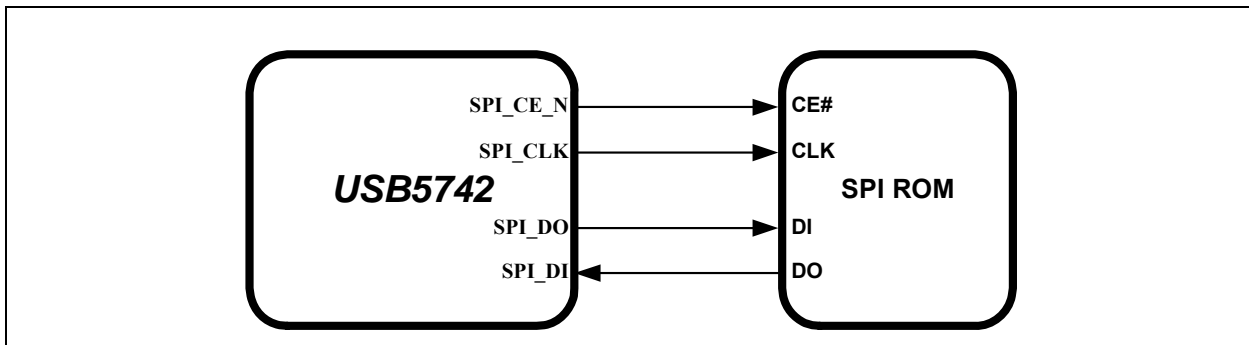 SPI_CE_N CE#
SPI_CLK CLK
USB5742 SPI ROM
SPI_DO DI
SPI_DI DO